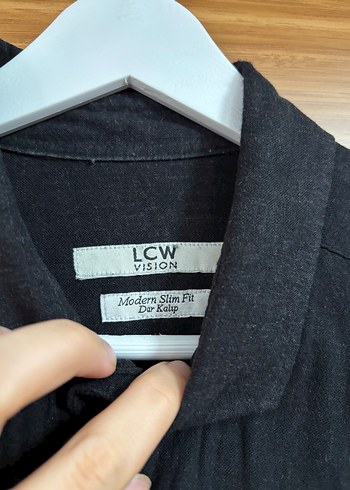 LCW
VISION
Modern Slim Fit
Dar Kalıp